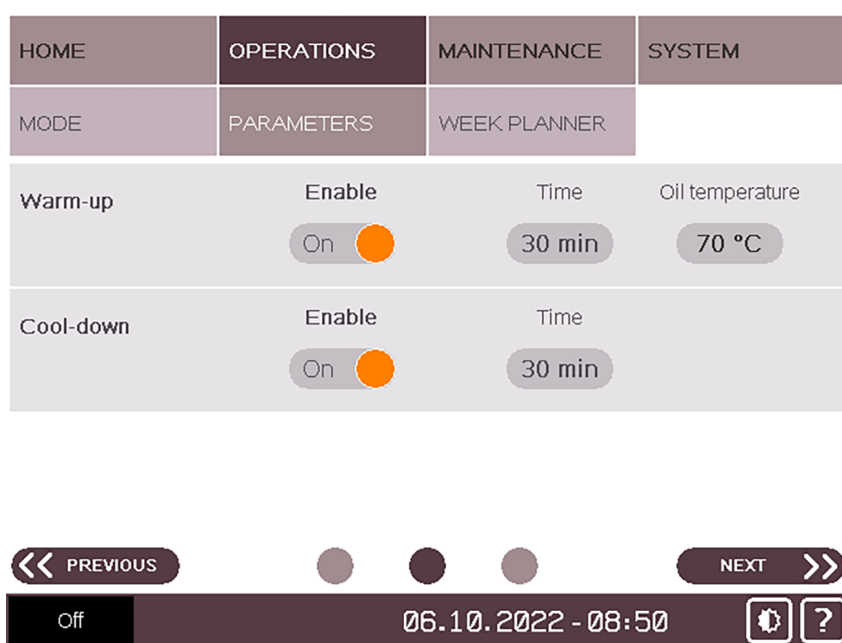 HOME OPERATIONS MAINTENANCE SYSTEM
MODE PARAMETERS WEEK PLANNER
Warm-up Enable Time Oil temperature
On 30 min 70 °C
Cool-down Enable Time
On 30 min
PREVIOUS NEXT
Off 06.10.2022 - 08:50 ?